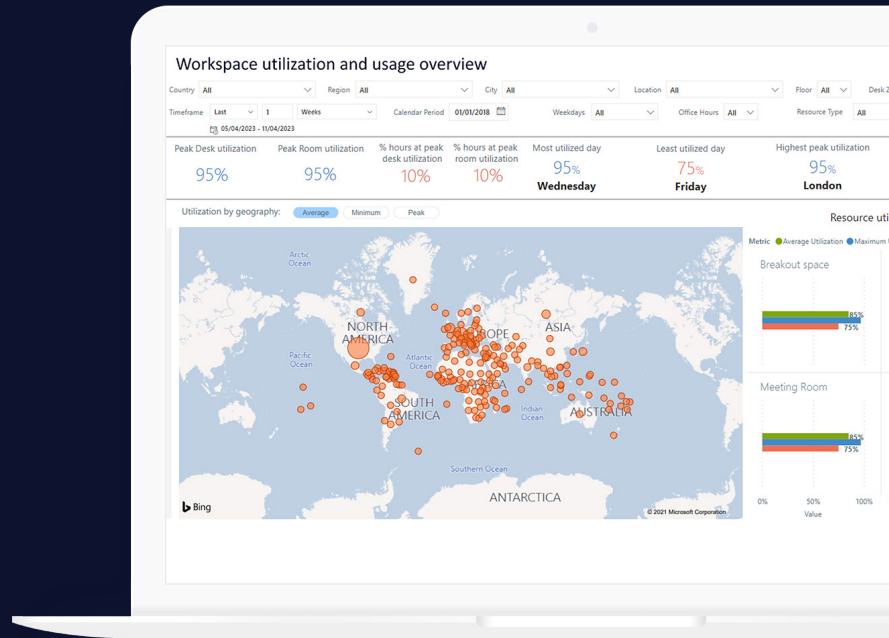 Workspace utilization and usage overview
Country All Region All City All Location All Floor All Desk
Timeframe Last 1 Weeks Calendar Period 01/01/2018 Weekdays All Office Hours All Resource Type All
05/04/2023 - 11/04/2023
Peak Desk utilization
95%
Peak Room utilization
95%
% hours at peak
desk utilization
10%
% hours at peak
room utilization
10%
Most utilized day
95%
Wednesday
Least utilized day
75%
Friday
Highest peak utilization
95%
London
Utilization by geography: Average Minimum Peak
Arctic
Ocean
NORTH
AMERICA
ASIA
Pacific
Ocean
Atlantic
Ocean
SOUTH
AMERICA
Indian
Ocean
AUSTRALIA
Southern Ocean
ANTARCTICA
Bing
© 2021 Microsoft Corporation
Resource uti
Metric Average Utilization Maximum
Breakout space
85%
75%
Meeting Room
85%
75%
0% 50% 100%
Value